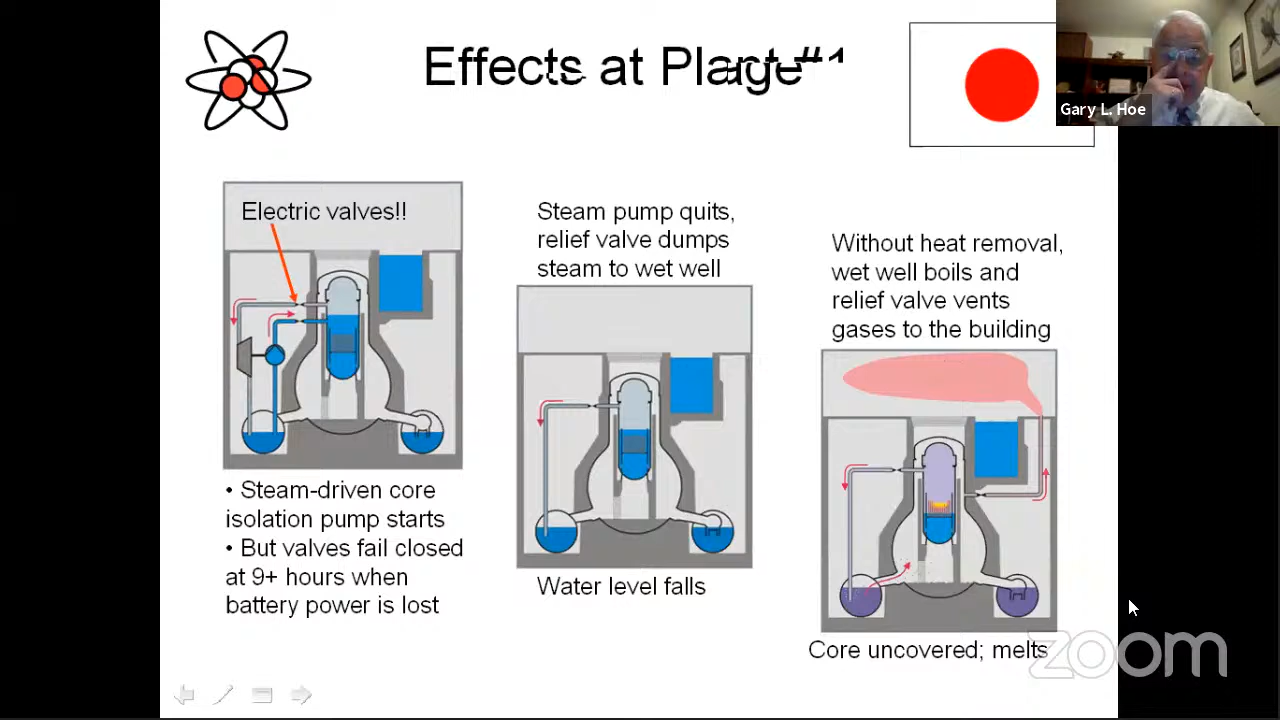 Effects at Plant #1
Gary L. Hoe
Electric valves!!
• Steam-driven core
isolation pump starts
• But valves fail closed
at 9+ hours when
battery power is lost
Steam pump quits,
relief valve dumps
steam to wet well
Water level falls
Without heat removal,
wet well boils and
relief valve vents
gases to the building
Core uncovered; melts
zoom